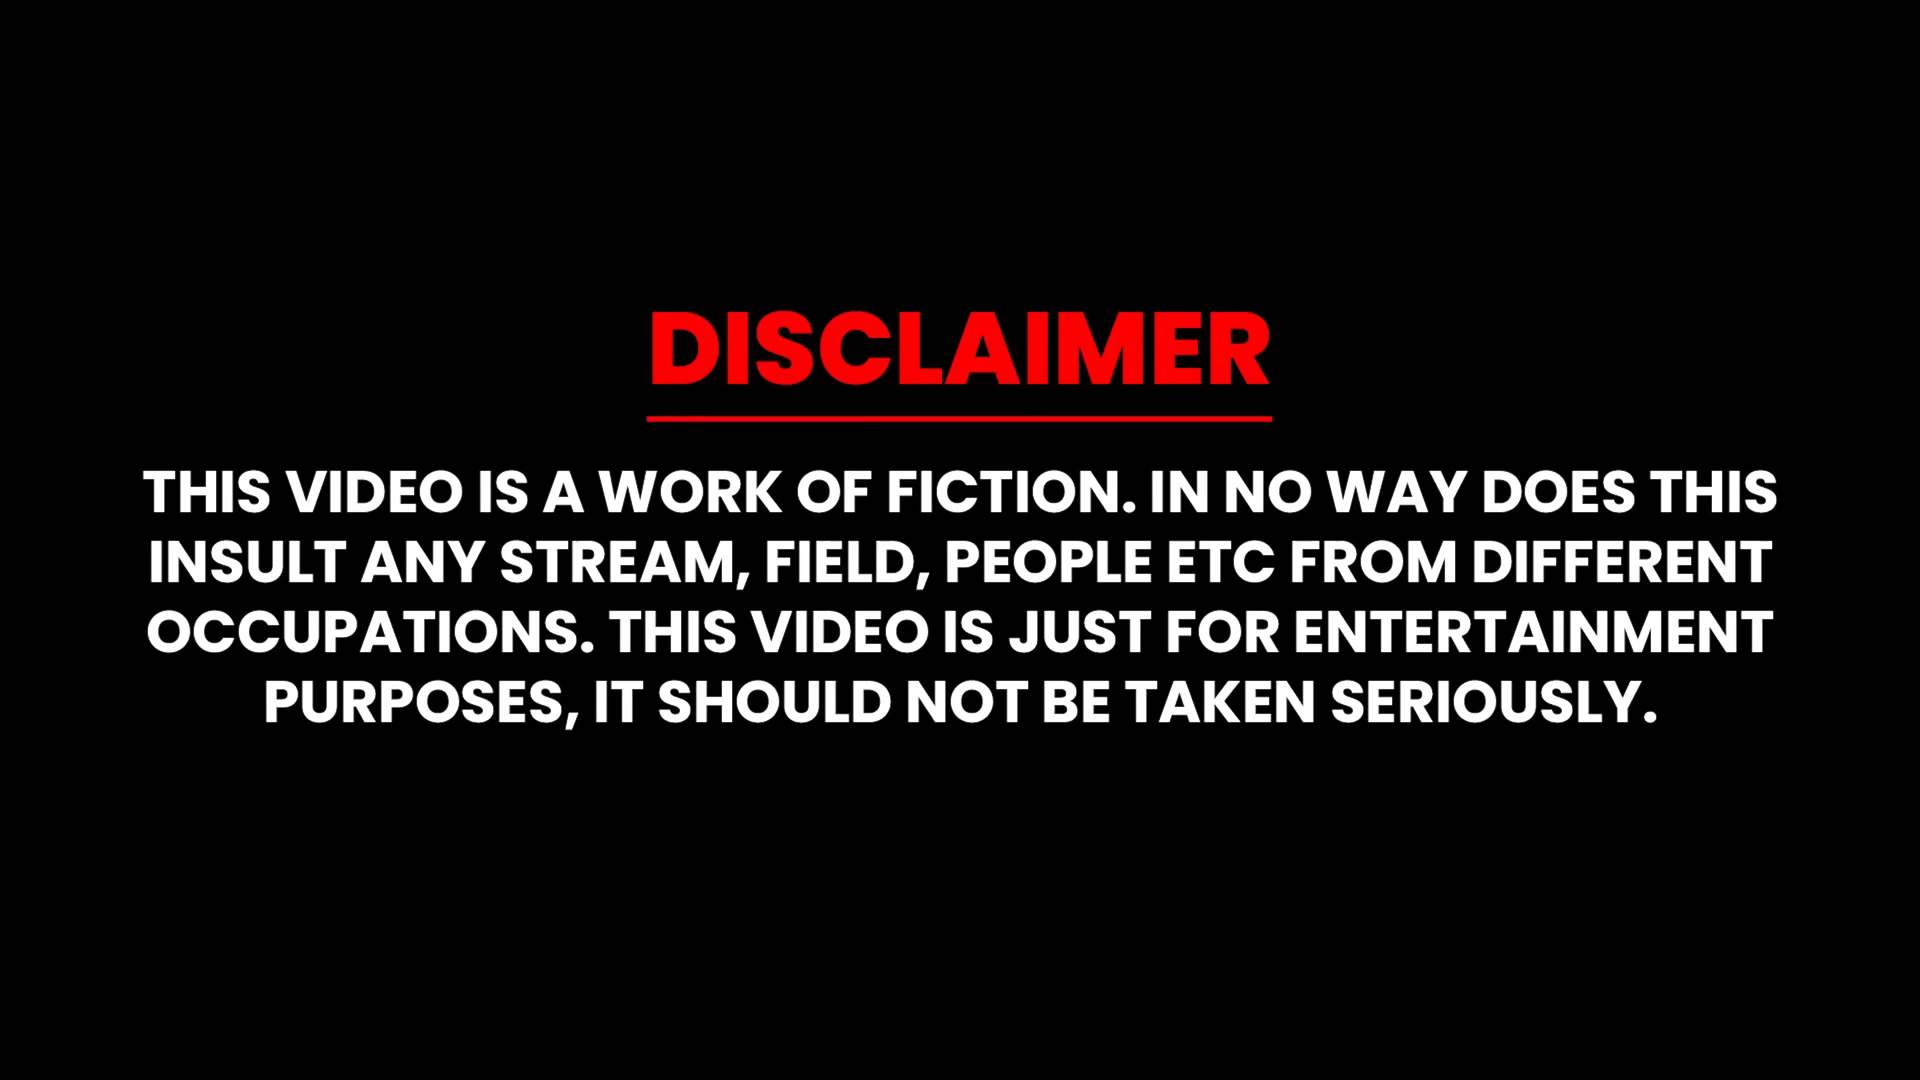 DISCLAIMER
THIS VIDEO IS A WORK OF FICTION. IN NO WAY DOES THIS
INSULT ANY STREAM, FIELD, PEOPLE ETC FROM DIFFERENT
OCCUPATIONS. THIS VIDEO IS JUST FOR ENTERTAINMENT
PURPOSES, IT SHOULD NOT BE TAKEN SERIOUSLY.